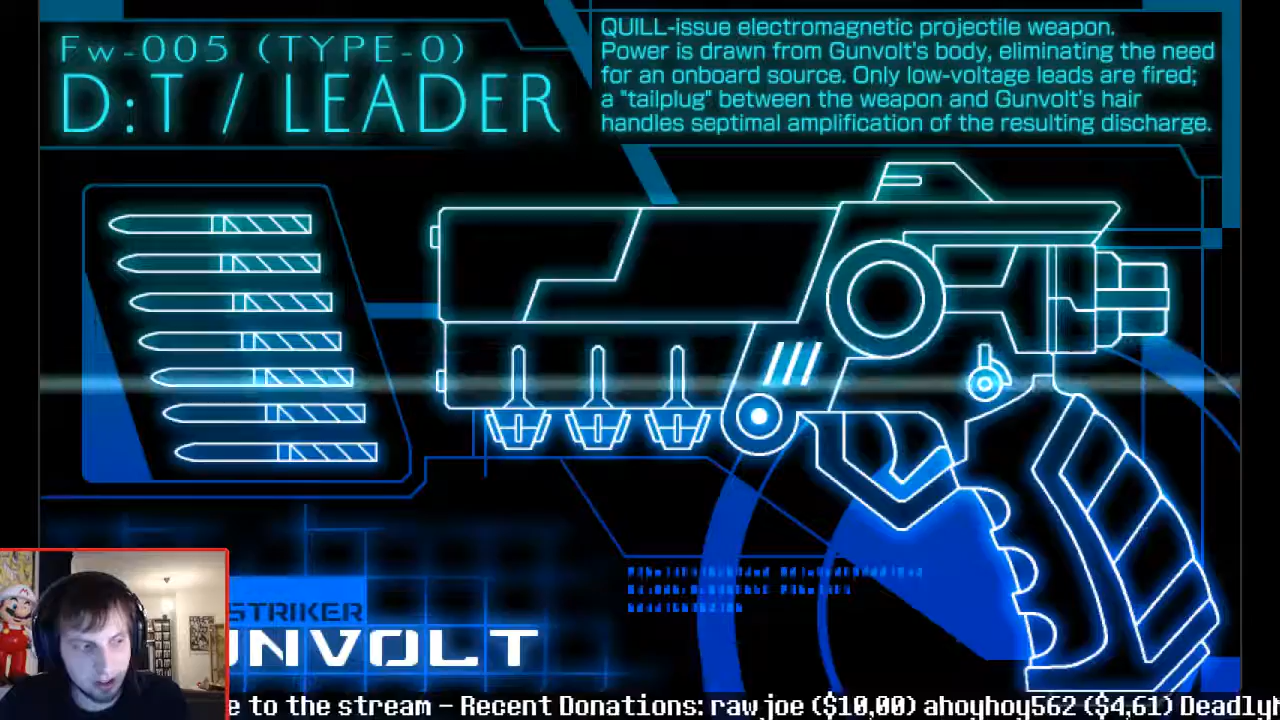 Fw-005 (TYPE-0)
D:T / LEADER
QUILL-issue electromagnetic projectile weapon.
Power is drawn from Gunvolt's body, eliminating the need
for an onboard source. Only low-voltage leads are fired;
a "tailplug" between the weapon and Gunvolt's hair
handles septimal amplification of the resulting discharge.
STRIKER
UNVOLT
e to the stream - Recent Donations: rawjoe ($10,00) ahoyhoy562 ($4,61) Deadly